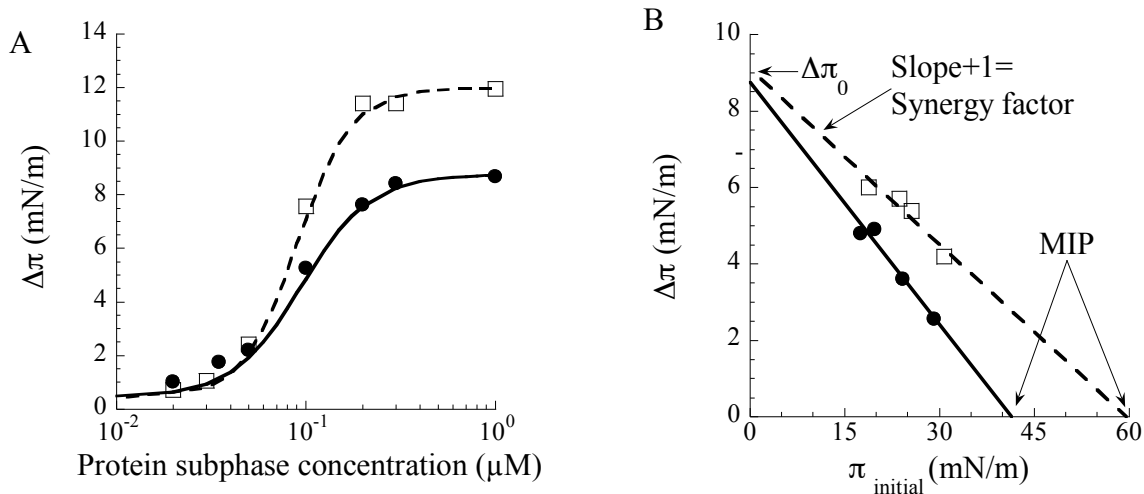 A
14
12
10
8
6
4
2
0
10⁻²
10⁻¹
10⁰
Δπ (mN/m)
Protein subphase concentration (µM)
B
10
8
-
6
4
2
0
0
15
30
45
60
Δπ (mN/m)
Δπ₀
Slope+1=
Synergy factor
MIP
π initial (mN/m)